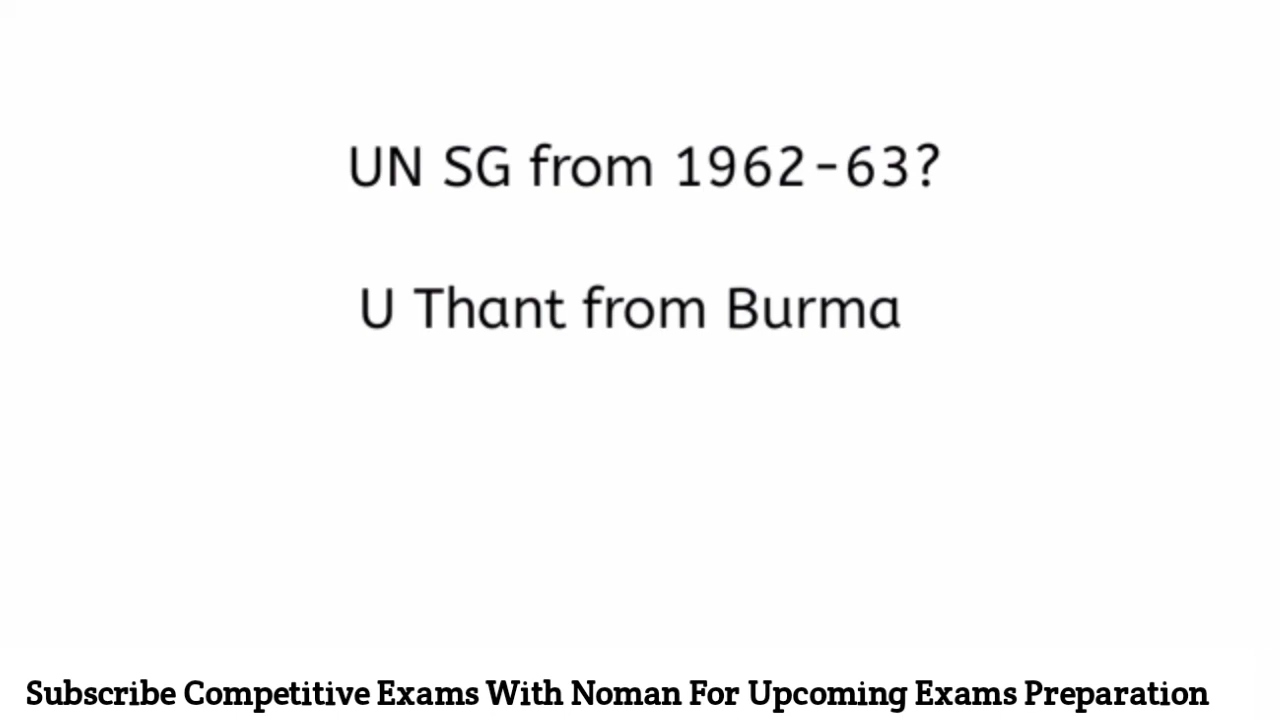 UN SG from 1962-63?
U Thant from Burma
Subscribe Competitive Exams With Noman For Upcoming Exams Preparation